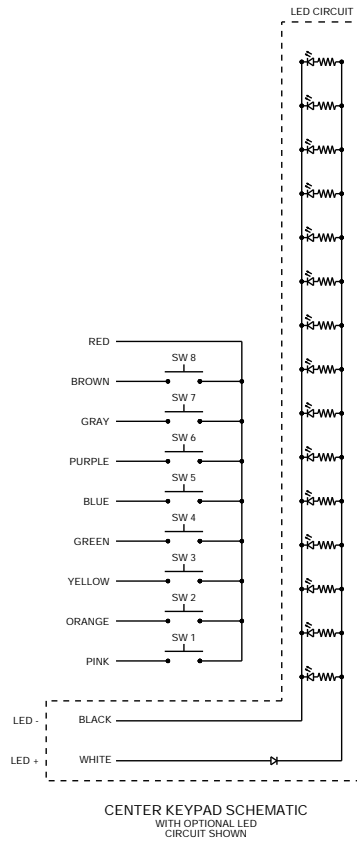 LED CIRCUIT
RED
SW 8
BROWN
SW 7
GRAY
SW 6
PURPLE
SW 5
BLUE
SW 4
GREEN
SW 3
YELLOW
SW 2
ORANGE
SW 1
PINK
LED - BLACK
LED + WHITE
CENTER KEYPAD SCHEMATIC
WITH OPTIONAL LED
CIRCUIT SHOWN